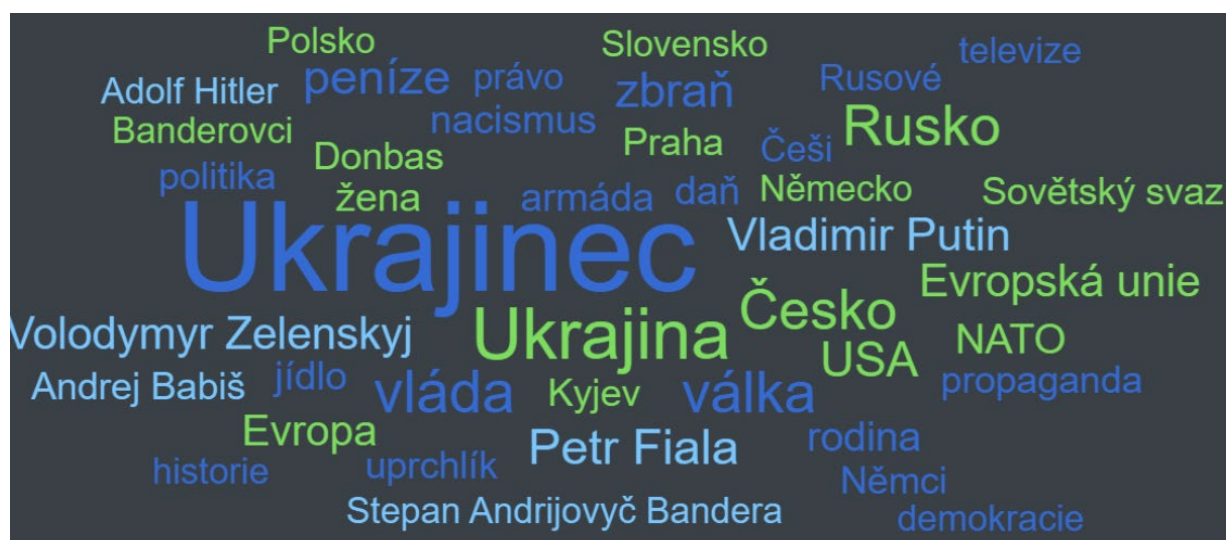 Polsko
Slovensko
televize
Adolf Hitler
peníze
právo
zbraň
Rusové
Banderovci
nacismus
Praha
Češi
Rusko
politika
Donbas
žena
armáda
daň
Německo
Sovětský svaz
Ukrajinec
Vladimir Putin
Evropská unie
Volodymyr Zelenskyj
Ukrajina
Česko
USA
NATO
Andrej Babiš
jídlo
vláda
Kyjev
válka
propaganda
Evropa
Petr Fiala
rodina
historie
uprchlík
Němci
Stepan Andrijovyč Bandera
demokracie